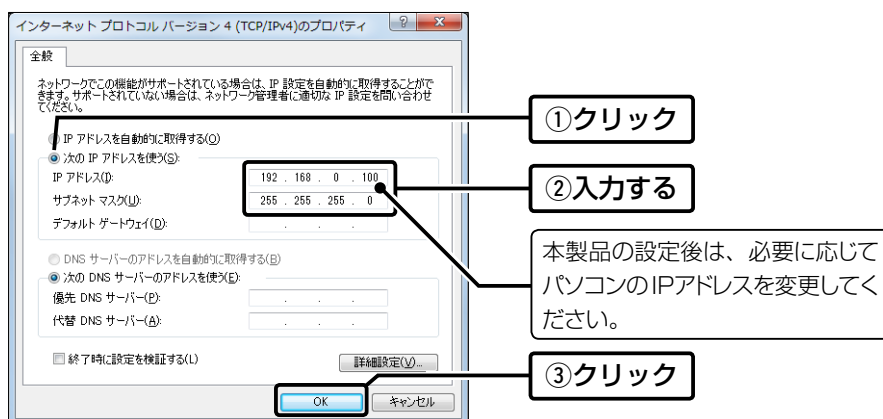 インターネット プロトコル バージョン 4 (TCP/IPv4)のプロパティ
全般
ネットワークでこの機能がサポートされている場合は、IP 設定を自動的に取得することがで
きます。サポートされていない場合は、ネットワーク管理者に適切な IP 設定を問い合わせ
てください。
IP アドレスを自動的に取得する(O)
次の IP アドレスを使う(S):
IP アドレス(I):
192 . 168 . 0 . 100
サブネット マスク(U):
255 . 255 . 255 . 0
デフォルト ゲートウェイ(D):
. . .
DNS サーバーのアドレスを自動的に取得する(B)
次の DNS サーバーのアドレスを使う(E):
優先 DNS サーバー(P):
. . .
代替 DNS サーバー(A):
. . .
終了時に設定を検証する(L)
詳細設定(V)...
OK
キャンセル
①クリック
②入力する
本製品の設定後は、必要に応じて
パソコンのIPアドレスを変更してく
ださい。
③クリック